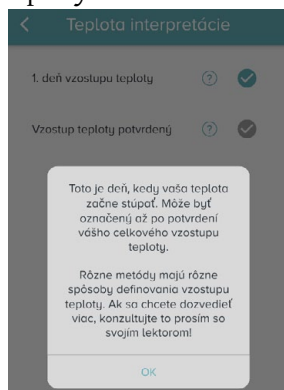 Teplota interpretácie
1. deň vzostupu teploty
Vzostup teploty potvrdený
Toto je deň, kedy vaša teplota
začne stúpať. Môže byť
označený až po potvrdení
vášho celkového vzostupu
teploty.
Rôzne metódy majú rôzne
spôsoby definovania vzostupu
teploty. Ak sa chcete dozvedieť
viac, konzultujte to prosím so
svojím lektorom!
OK